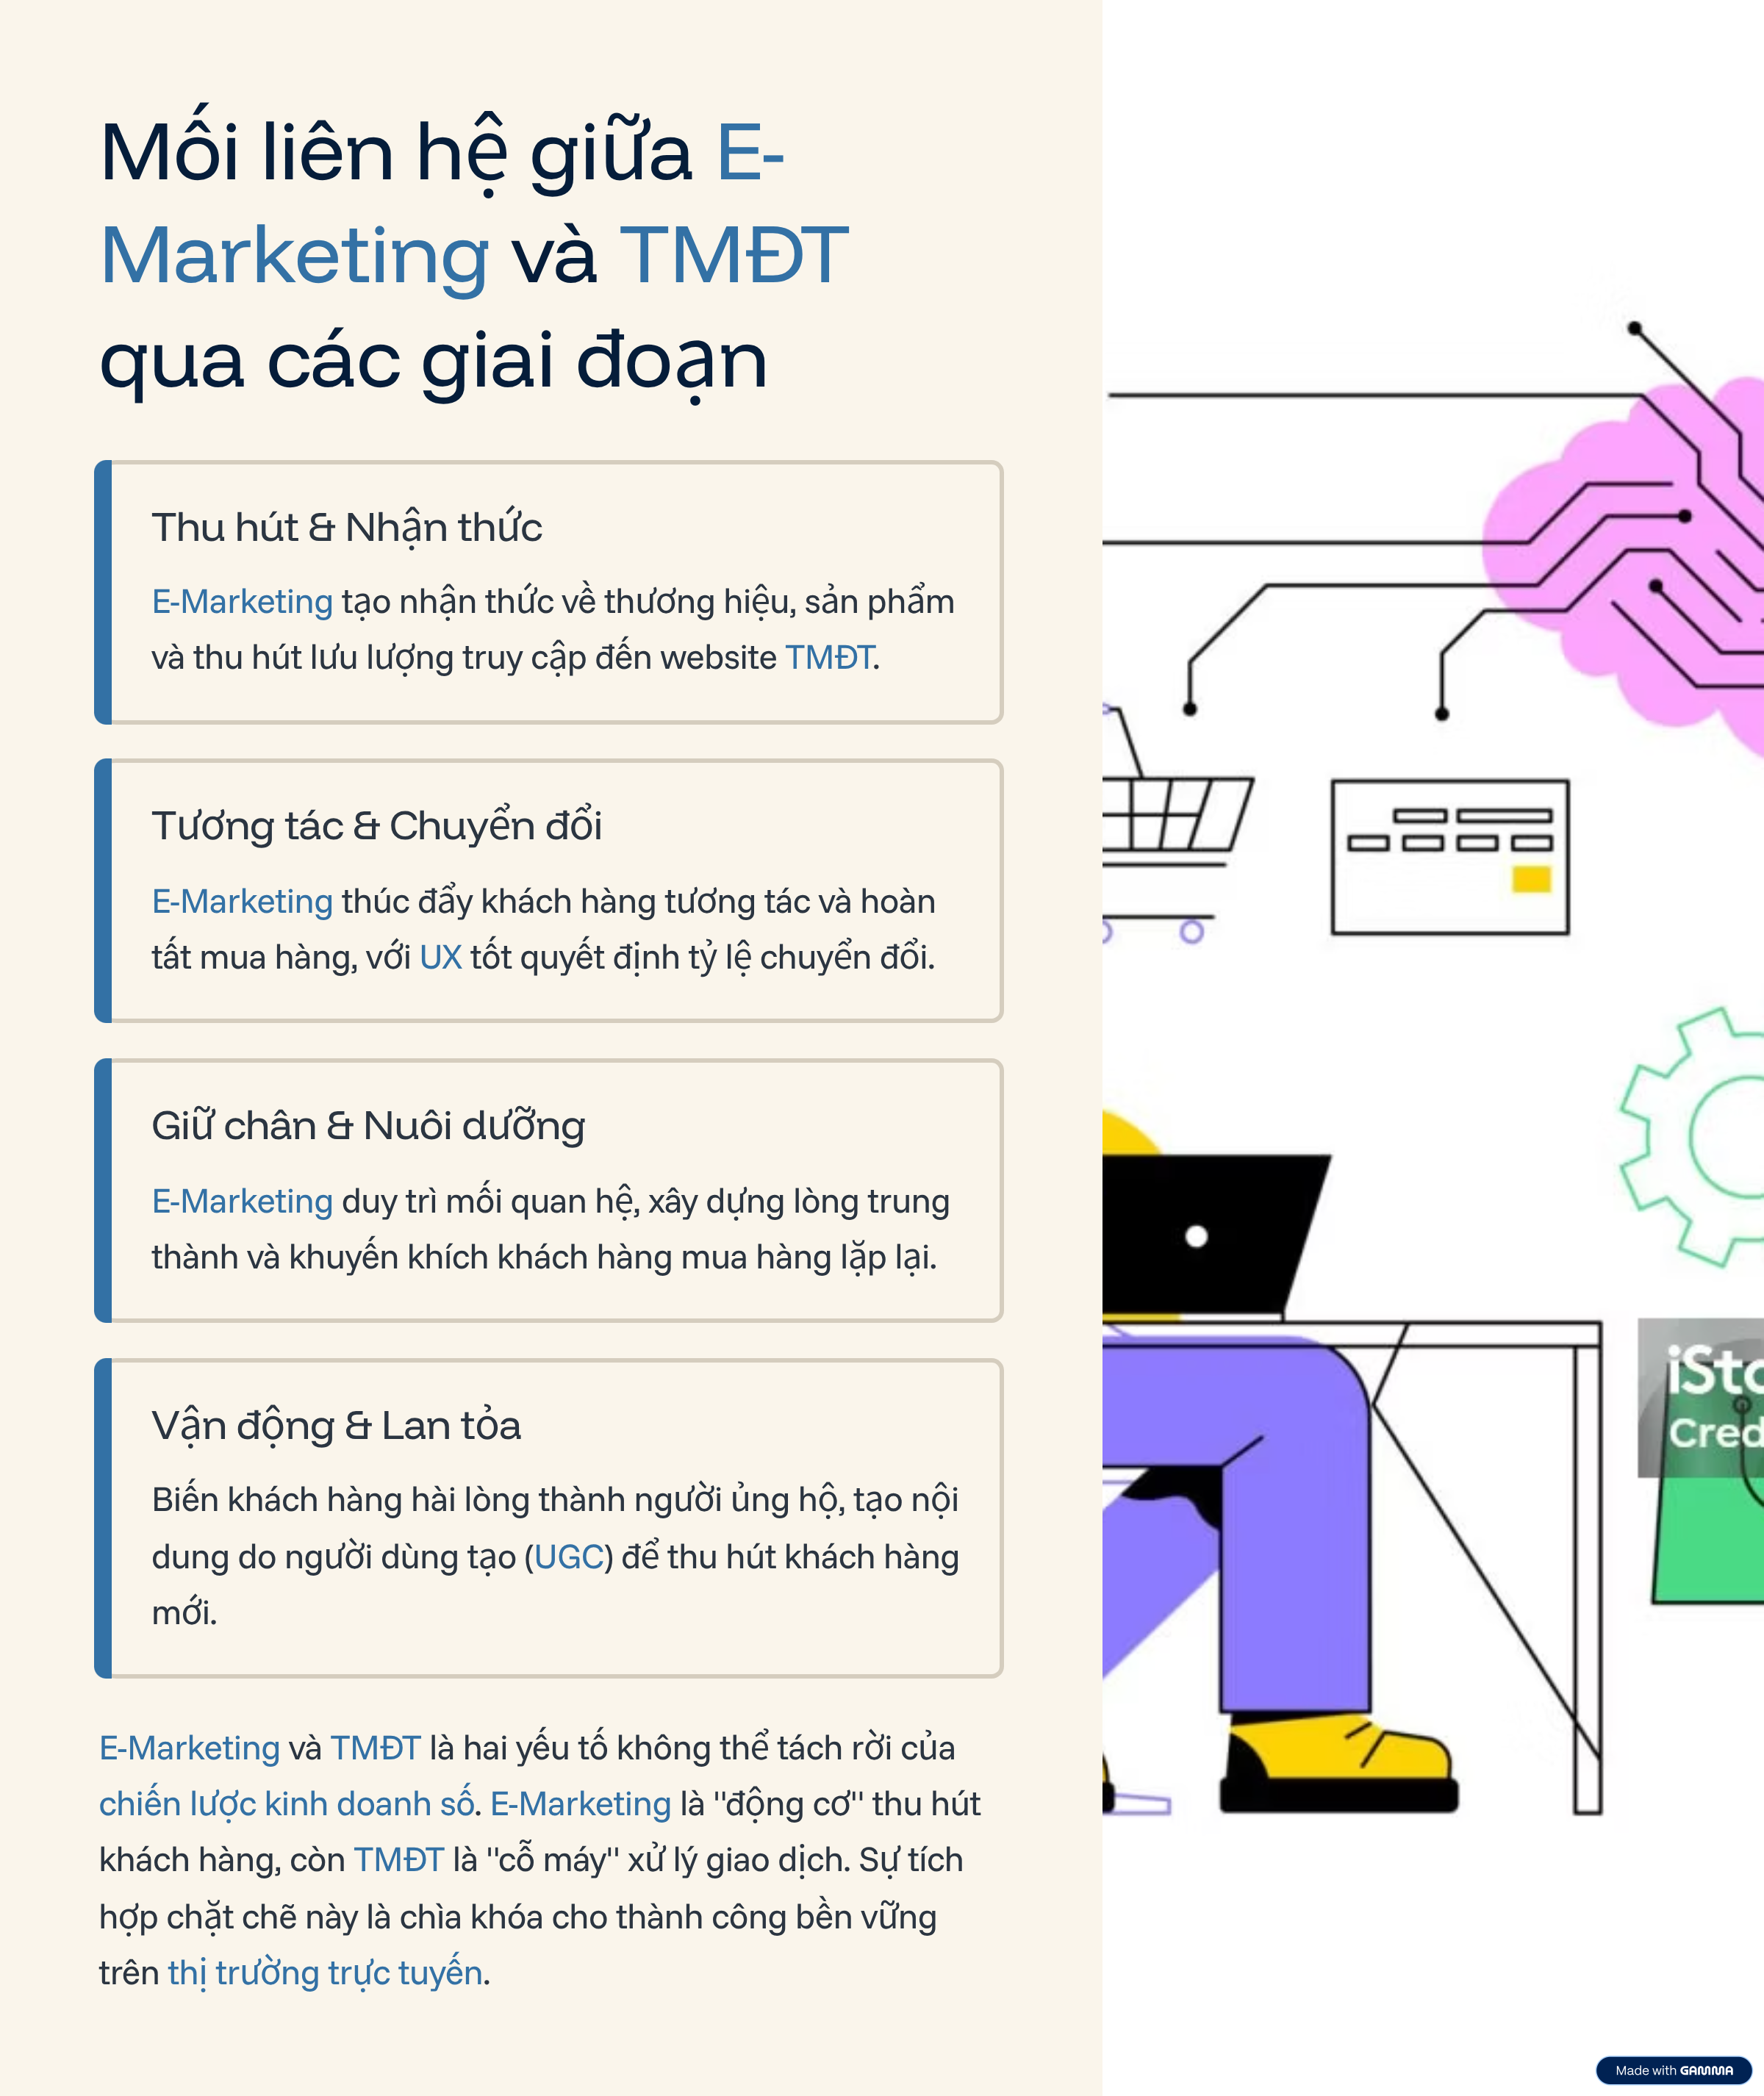 Mối liên hệ giữa E-
Marketing và TMĐT
qua các giai đoạn
Thu hút & Nhận thức
E-Marketing tạo nhận thức về thương hiệu, sản phẩm
và thu hút lưu lượng truy cập đến website TMĐT.
Tương tác & Chuyển đổi
E-Marketing thúc đẩy khách hàng tương tác và hoàn
tất mua hàng, với UX tốt quyết định tỷ lệ chuyển đổi.
Giữ chân & Nuôi dưỡng
E-Marketing duy trì mối quan hệ, xây dựng lòng trung
thành và khuyến khích khách hàng mua hàng lặp lại.
Vận động & Lan tỏa
Biến khách hàng hài lòng thành người ủng hộ, tạo nội
dung do người dùng tạo (UGC) để thu hút khách hàng
mới.
E-Marketing và TMĐT là hai yếu tố không thể tách rời của
chiến lược kinh doanh số. E-Marketing là "động cơ" thu hút
khách hàng, còn TMĐT là "cỗ máy" xử lý giao dịch. Sự tích
hợp chặt chẽ này là chìa khóa cho thành công bền vững
trên thị trường trực tuyến.
Made with GAMMA